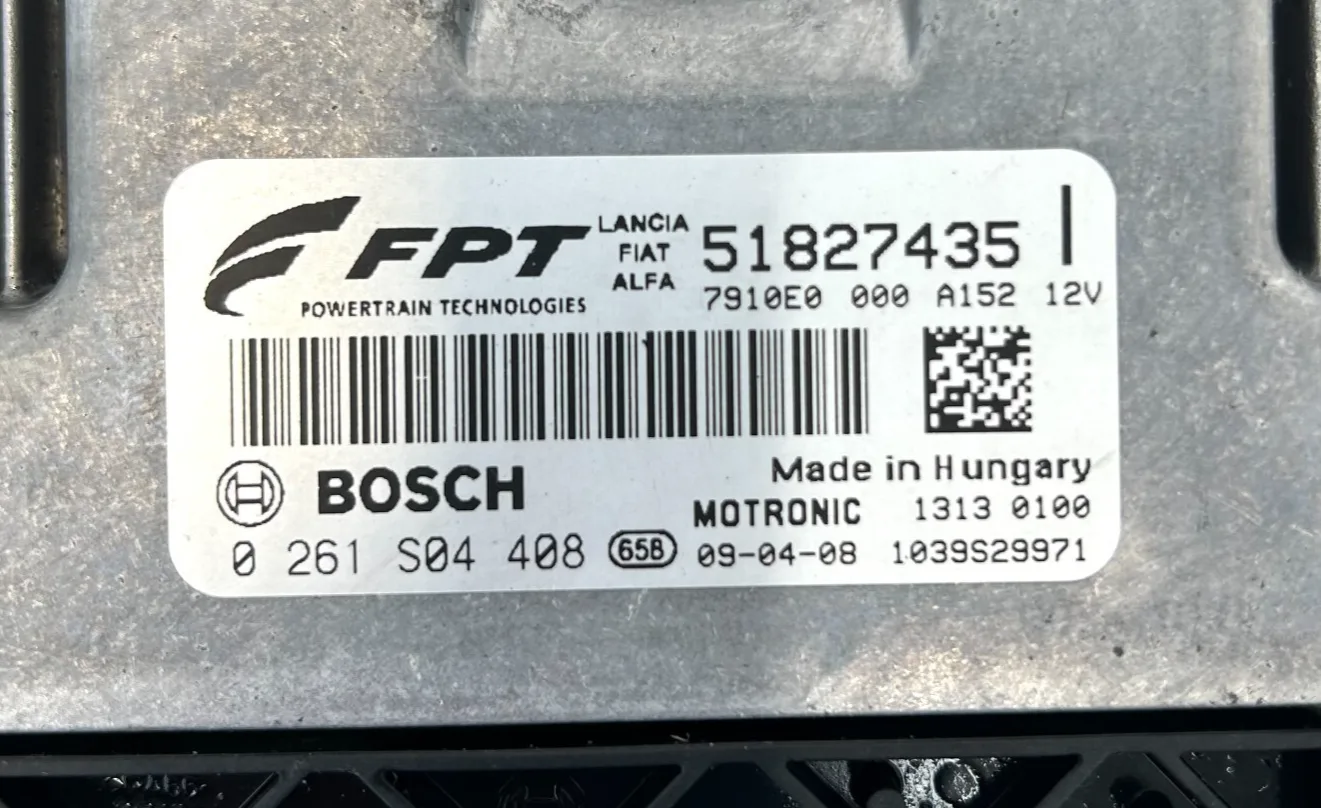 FPT LANCIA 51827435 I
FIAT
ALFA 7910E0 000 A152 12V
POWERTRAIN TECHNOLOGIES
BOSCH Made in Hungary
MOTRONIC 1313 0100
0 261 S04 408 65B 09-04-08 1039S29971